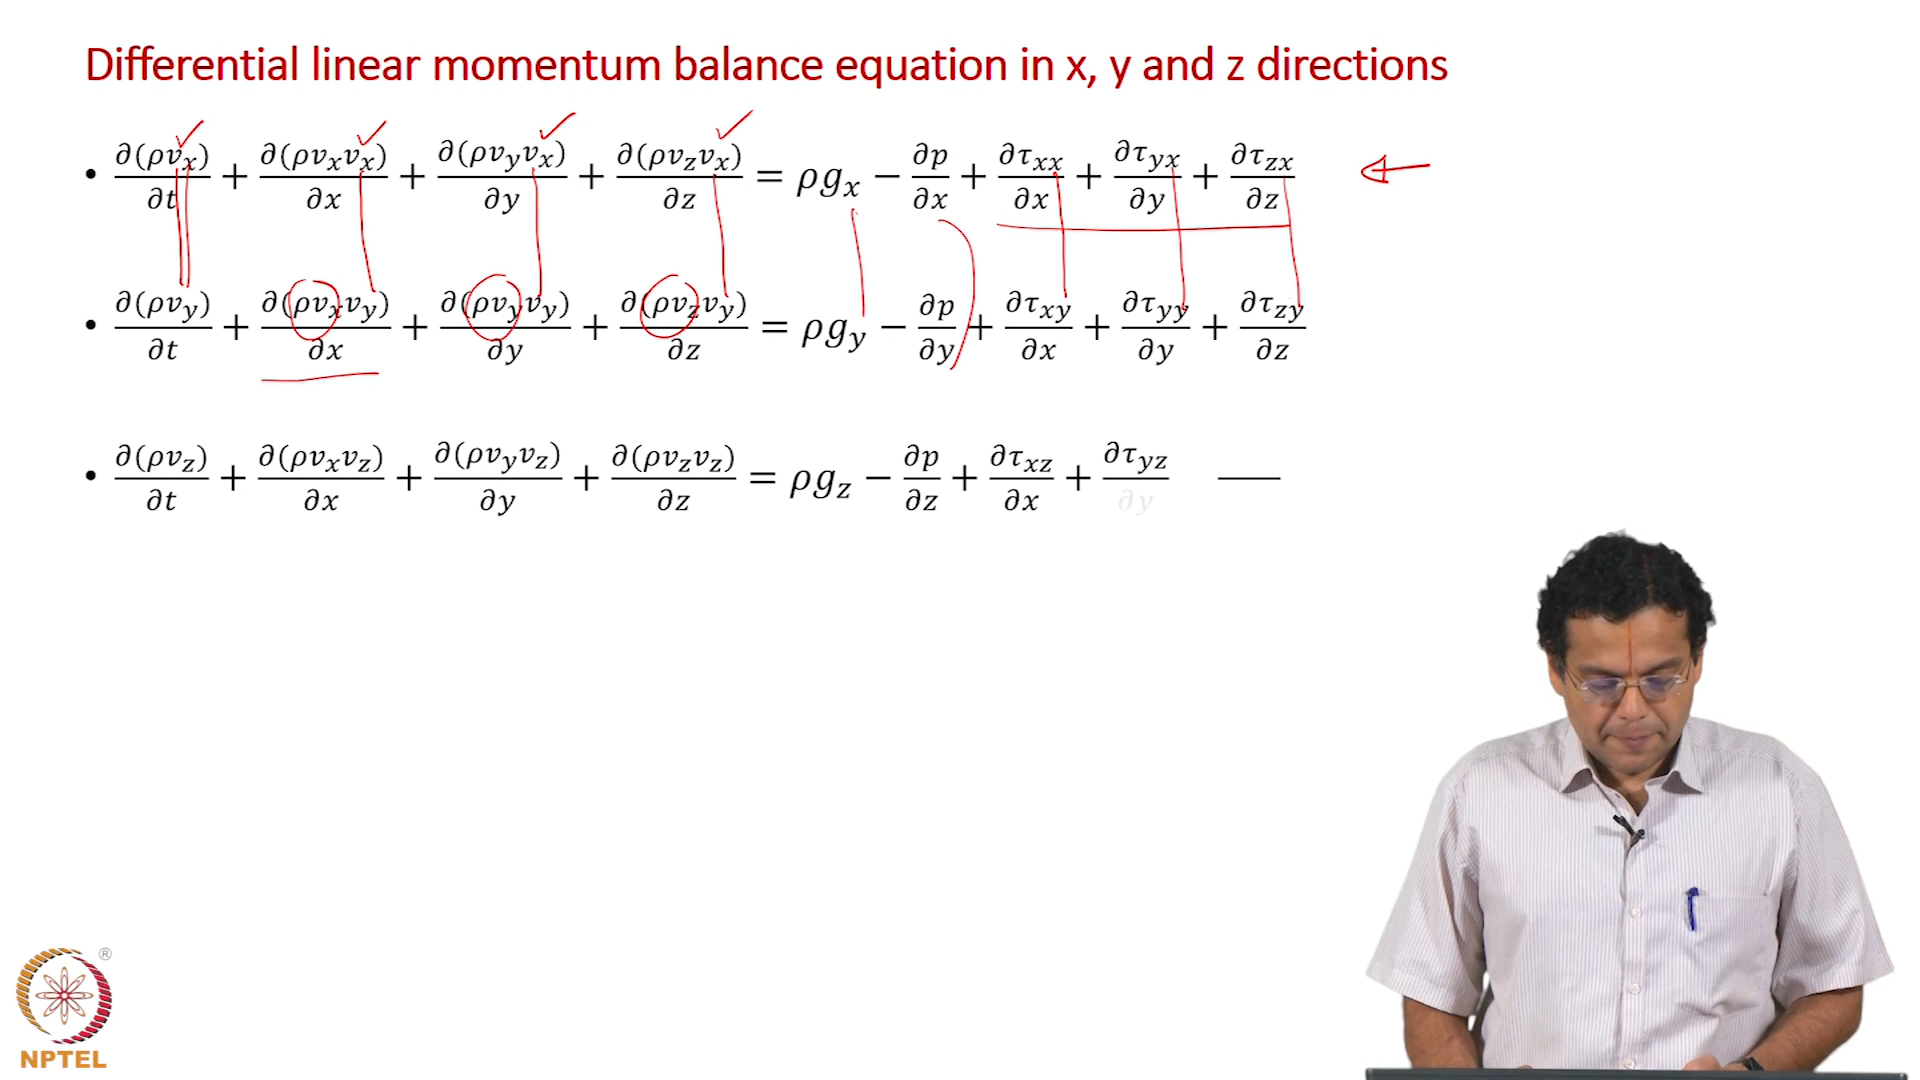 Differential linear momentum balance equation in x, y and z directions
• ∂(ρv_x)/∂t + ∂(ρv_xv_x)/∂x + ∂(ρv_yv_x)/∂y + ∂(ρv_zv_x)/∂z = ρg_x − ∂p/∂x + ∂τ_xx/∂x + ∂τ_yx/∂y + ∂τ_zx/∂z
• ∂(ρv_y)/∂t + ∂(ρv_xv_y)/∂x + ∂(ρv_yv_y)/∂y + ∂(ρv_zv_y)/∂z = ρg_y − ∂p/∂y + ∂τ_xy/∂x + ∂τ_yy/∂y + ∂τ_zy/∂z
• ∂(ρv_z)/∂t + ∂(ρv_xv_z)/∂x + ∂(ρv_yv_z)/∂y + ∂(ρv_zv_z)/∂z = ρg_z − ∂p/∂z + ∂τ_xz/∂x + ∂τ_yz/∂y
®
NPTEL